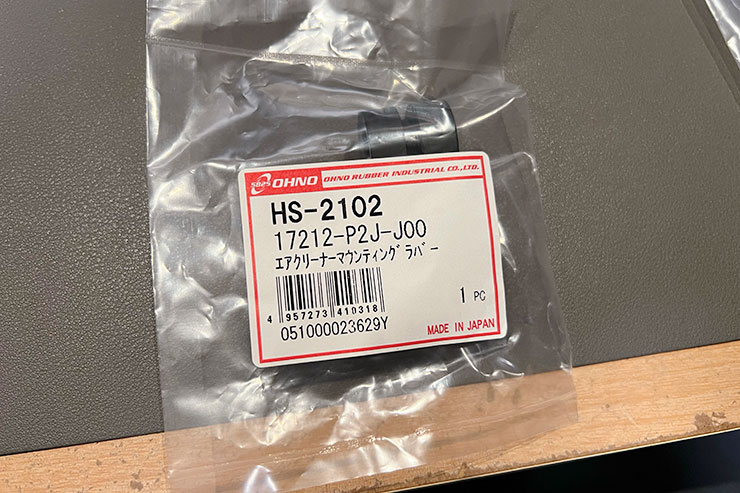 SBZS OHNO OHNO RUBBER INDUSTRIAL CO.,LTD.
HS-2102
17212-P2J-J00
エアクリーナーマウンティングラバー
4 957273 410318
1 PC
051000023629Y
MADE IN JAPAN